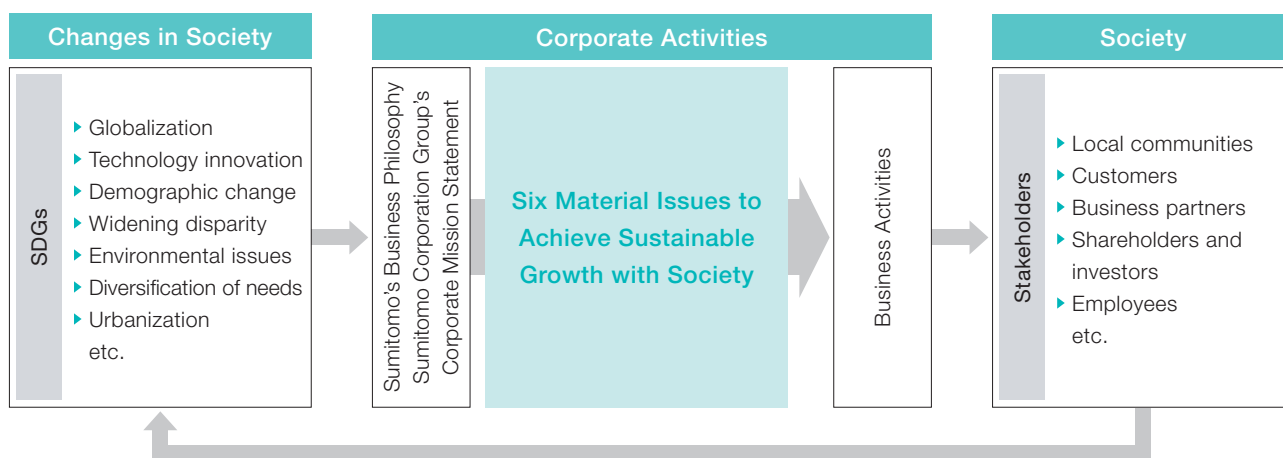 Changes in Society
SDGs
Globalization
Technology innovation
Demographic change
Widening disparity
Environmental issues
Diversification of needs
Urbanization
etc.
Corporate Activities
Sumitomo's Business Philosophy
Sumitomo Corporation Group's
Corporate Mission Statement
Six Material Issues to
Achieve Sustainable
Growth with Society
Business Activities
Society
Stakeholders
Local communities
Customers
Business partners
Shareholders and
investors
Employees
etc.